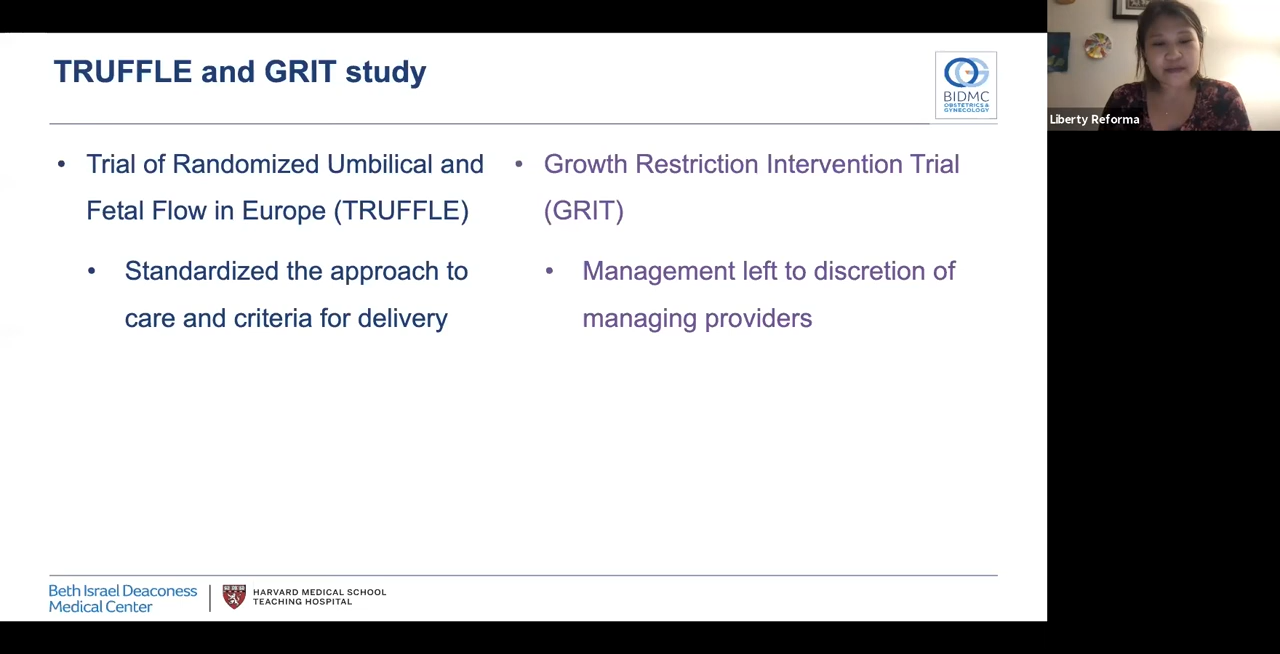 TRUFFLE and GRIT study
BIDMC
OBSTETRICS &
GYNECOLOGY
Liberty Reforma
• Trial of Randomized Umbilical and
Fetal Flow in Europe (TRUFFLE)
• Standardized the approach to
care and criteria for delivery
• Growth Restriction Intervention Trial
(GRIT)
• Management left to discretion of
managing providers
Beth Israel Deaconess
Medical Center
HARVARD MEDICAL SCHOOL
TEACHING HOSPITAL